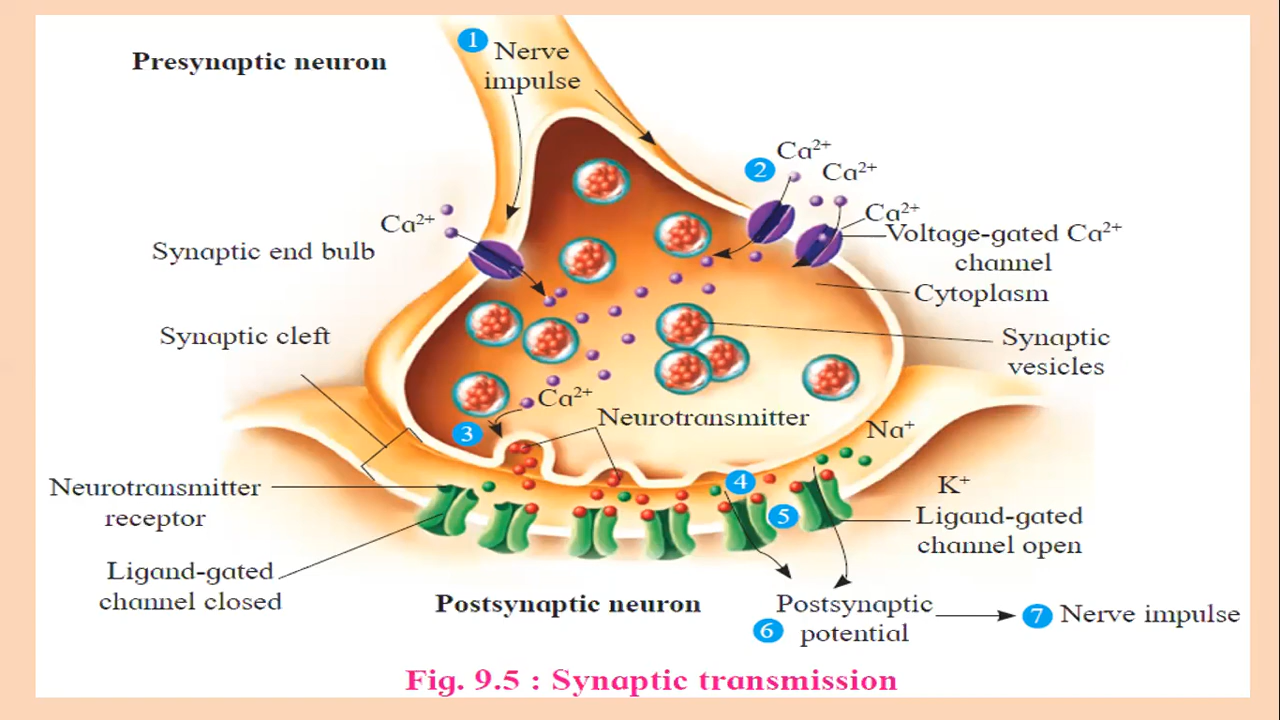 Presynaptic neuron
1 Nerve
impulse
2 Ca²⁺
Ca²⁺
Ca²⁺
Voltage-gated Ca²⁺
channel
Cytoplasm
Ca²⁺
Synaptic end bulb
Synaptic cleft
Synaptic
vesicles
Ca²⁺
3
Neurotransmitter
Na⁺
4
K⁺
5
Ligand-gated
channel open
Neurotransmitter
receptor
Ligand-gated
channel closed
Postsynaptic neuron
Postsynaptic
6 potential
7 Nerve impulse
Fig. 9.5 : Synaptic transmission